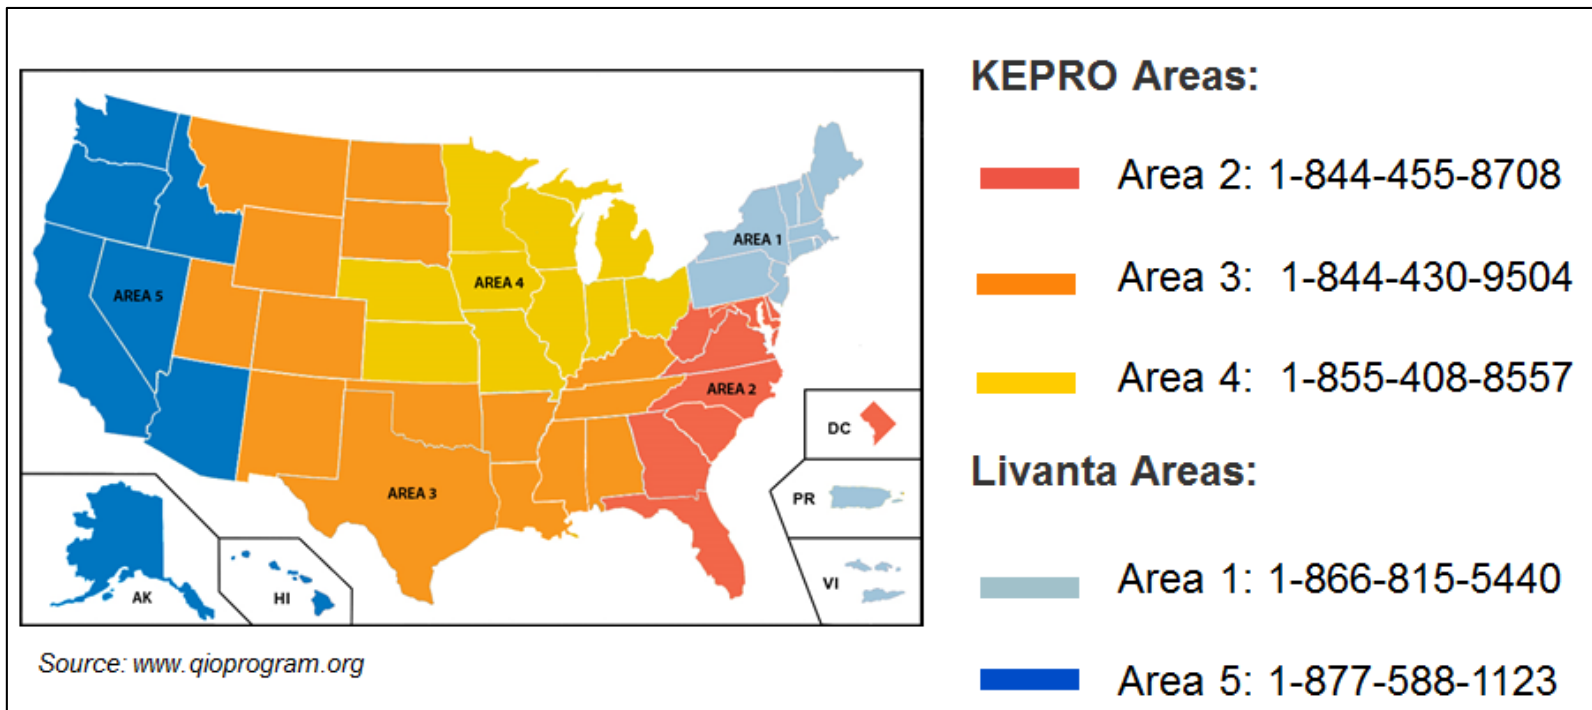 AREA 1
AREA 5
AREA 4
AREA 2
DC
AREA 3
PR
VI
AK
HI
Source: www.qioprogram.org
KEPRO Areas:
Area 2: 1-844-455-8708
Area 3: 1-844-430-9504
Area 4: 1-855-408-8557
Livanta Areas:
Area 1: 1-866-815-5440
Area 5: 1-877-588-1123